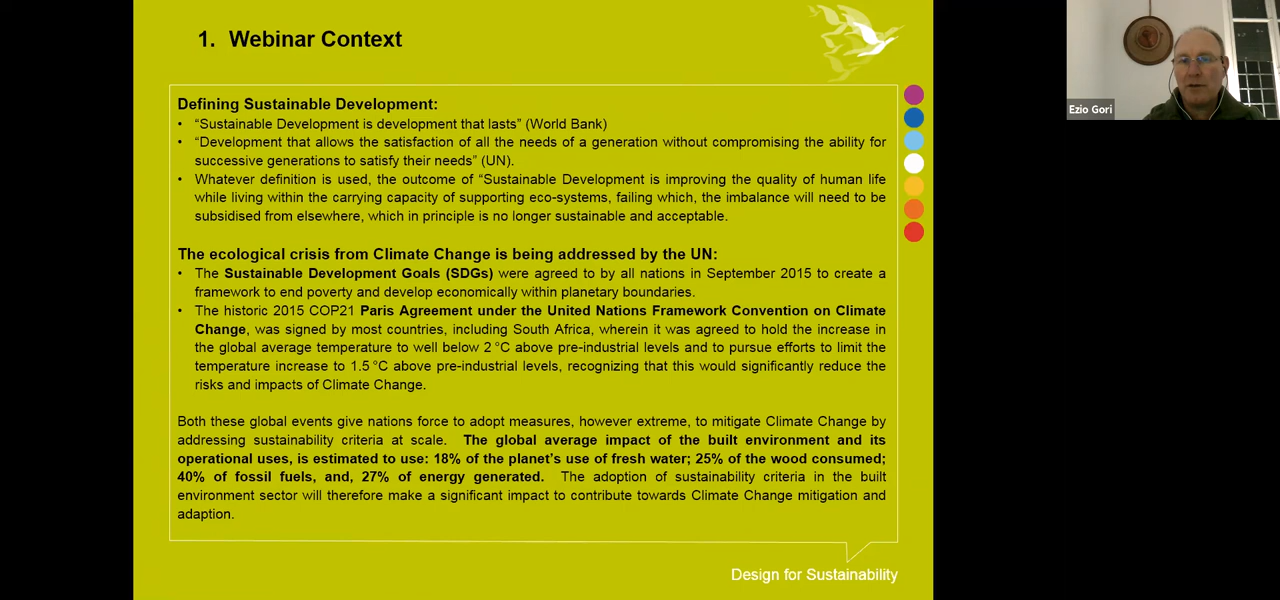 1. Webinar Context
Ezio Gori
Defining Sustainable Development:
• “Sustainable Development is development that lasts” (World Bank)
• “Development that allows the satisfaction of all the needs of a generation without compromising the ability for
successive generations to satisfy their needs” (UN).
• Whatever definition is used, the outcome of “Sustainable Development is improving the quality of human life
while living within the carrying capacity of supporting eco-systems, failing which, the imbalance will need to be
subsidised from elsewhere, which in principle is no longer sustainable and acceptable.
The ecological crisis from Climate Change is being addressed by the UN:
• The Sustainable Development Goals (SDGs) were agreed to by all nations in September 2015 to create a
framework to end poverty and develop economically within planetary boundaries.
• The historic 2015 COP21 Paris Agreement under the United Nations Framework Convention on Climate
Change, was signed by most countries, including South Africa, wherein it was agreed to hold the increase in
the global average temperature to well below 2 °C above pre-industrial levels and to pursue efforts to limit the
temperature increase to 1.5 °C above pre-industrial levels, recognizing that this would significantly reduce the
risks and impacts of Climate Change.
Both these global events give nations force to adopt measures, however extreme, to mitigate Climate Change by
addressing sustainability criteria at scale. The global average impact of the built environment and its
operational uses, is estimated to use: 18% of the planet’s use of fresh water; 25% of the wood consumed;
40% of fossil fuels, and, 27% of energy generated. The adoption of sustainability criteria in the built
environment sector will therefore make a significant impact to contribute towards Climate Change mitigation and
adaption.
Design for Sustainability